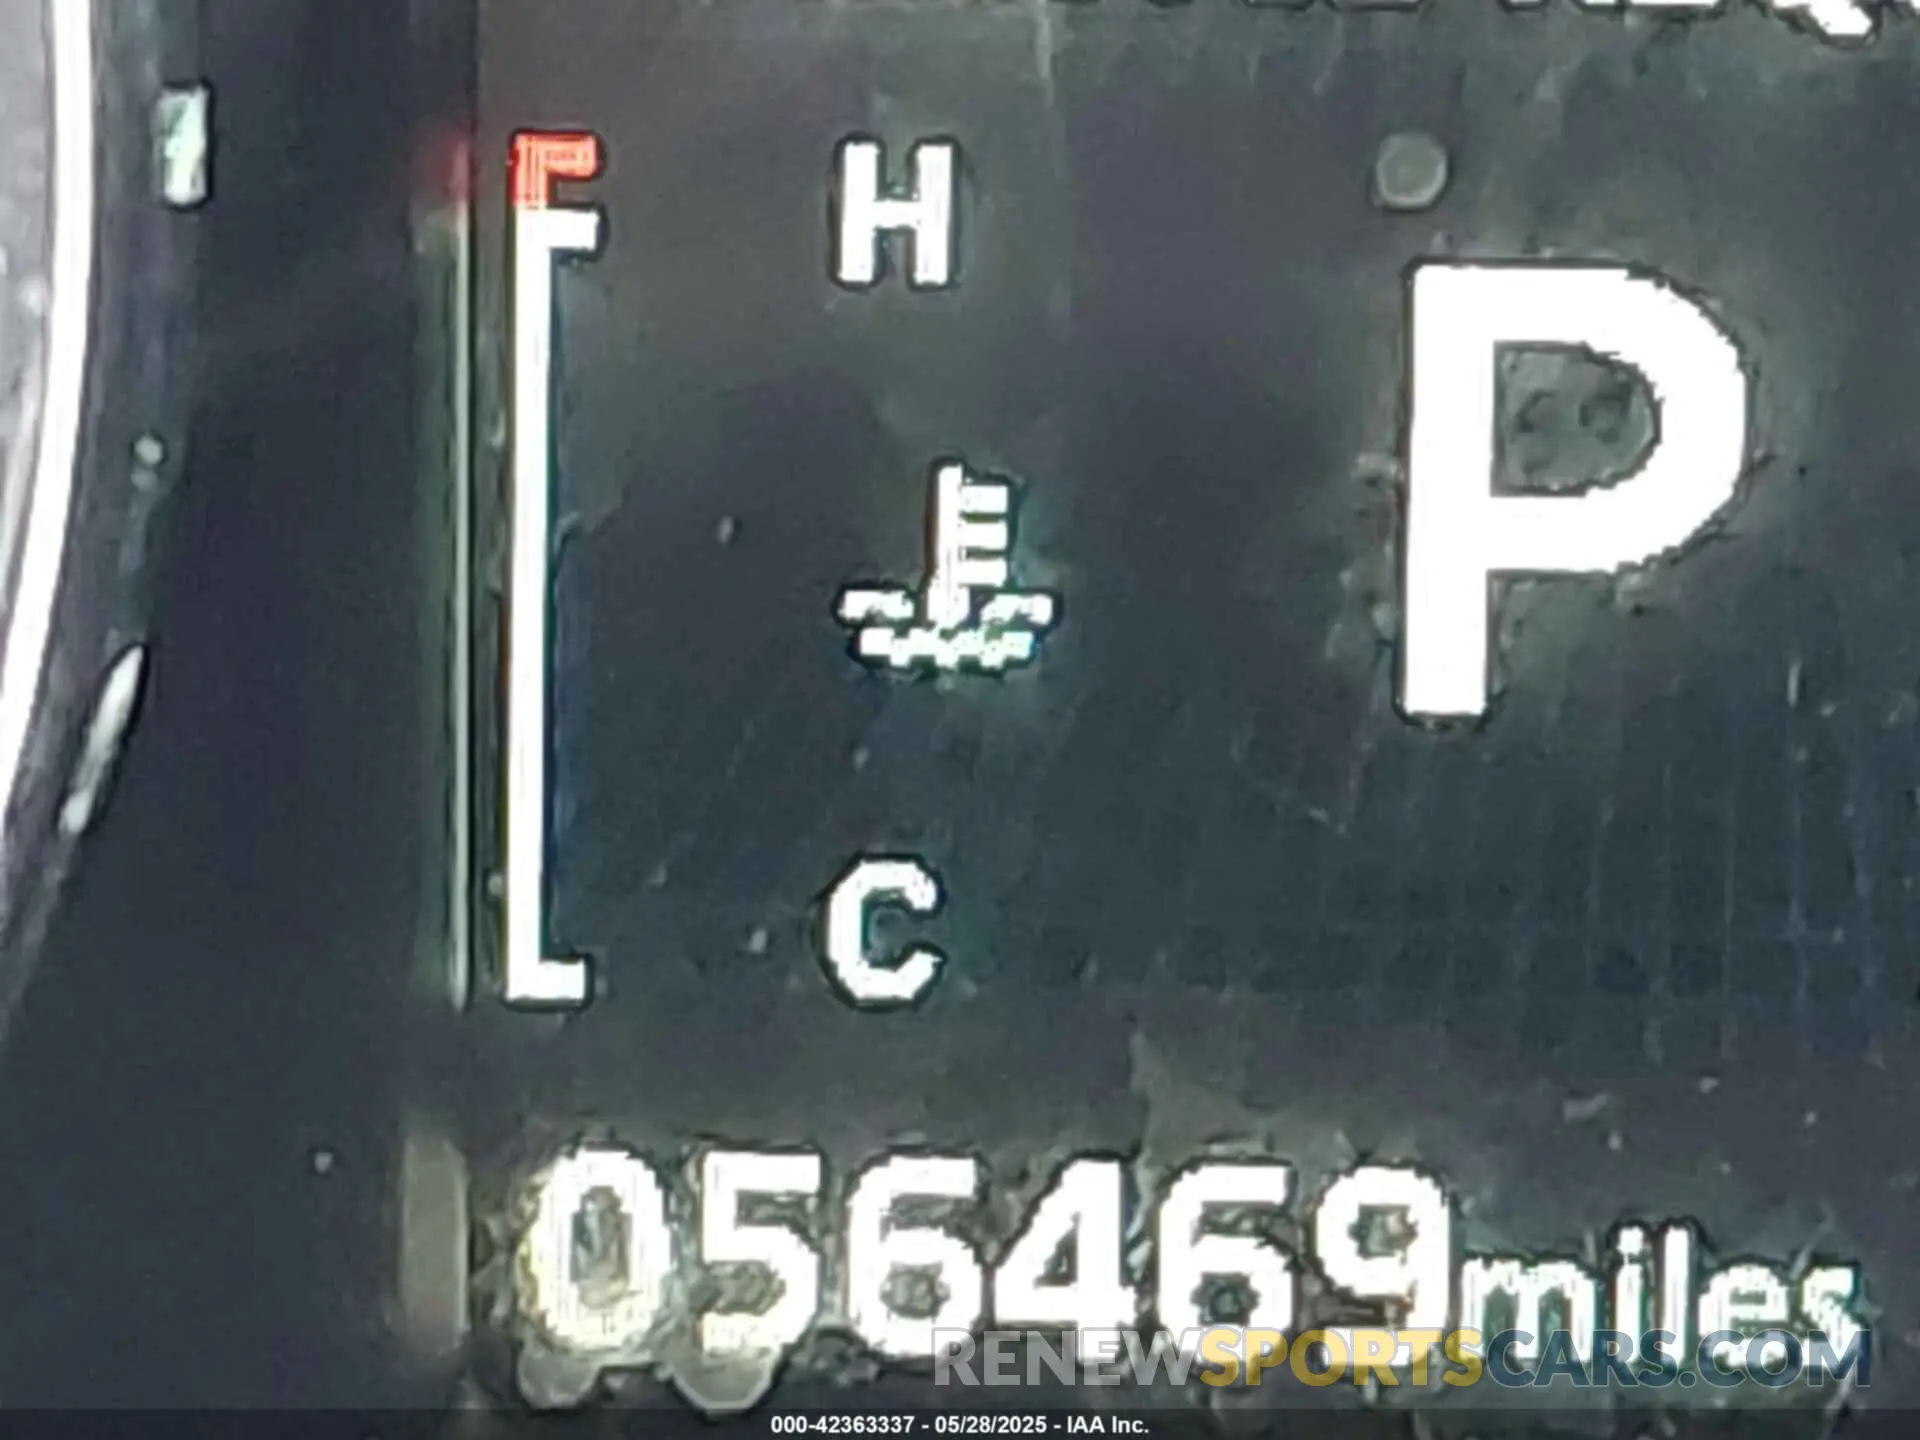 H
P
C
056469miles
RENEWSPORTSCARS.COM
000-42363337 - 05/28/2025 - IAA Inc.